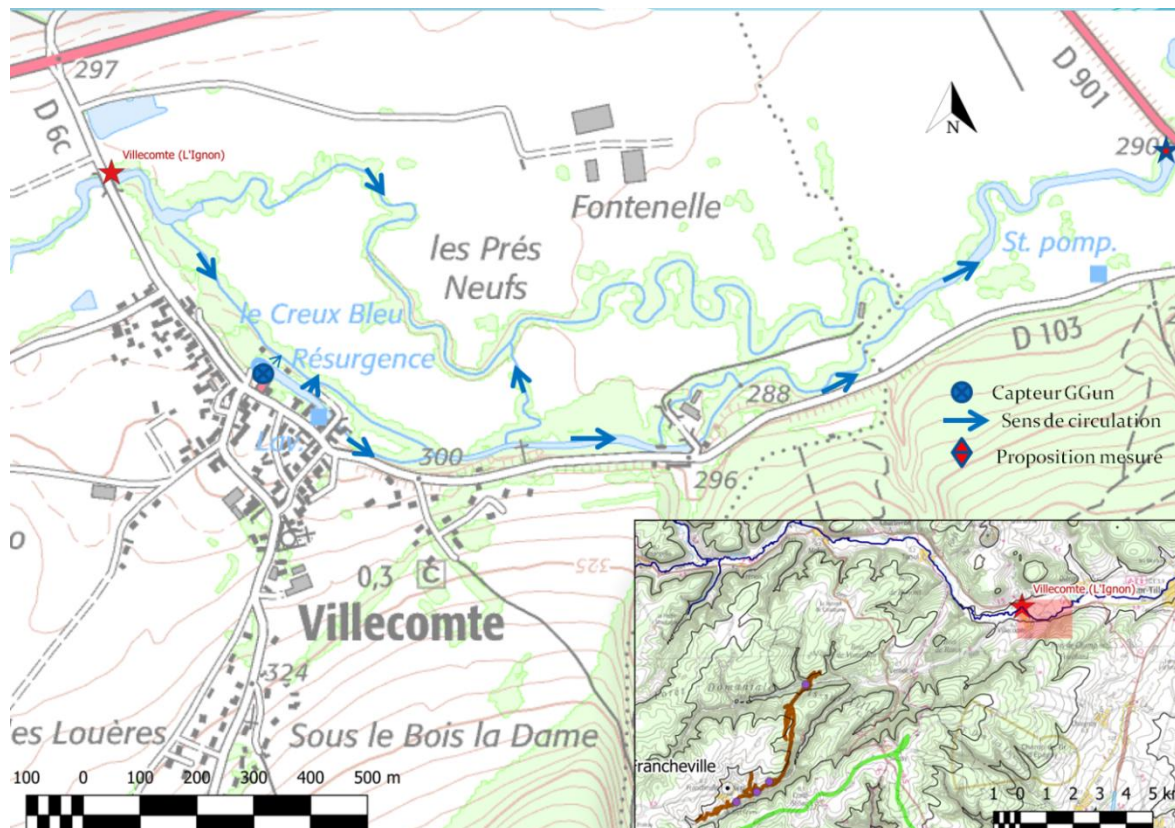 297
D 6c
Villecomte (L'Ignon)
D 901
290
N
Fontenelle
les Prés
Neufs
St. pomp.
le Creux Bleu
Résurgence
D 103
288
Capteur GGun
Sens de circulation
Proposition mesure
Lav.
300
296
0,3
C
325
Villecomte
324
es Louères
Sous le Bois la Dame
100 0 100 200 300 400 500 m
Villecomte (L'Ignon)
Francheville
1 0 1 2 3 4 5 km